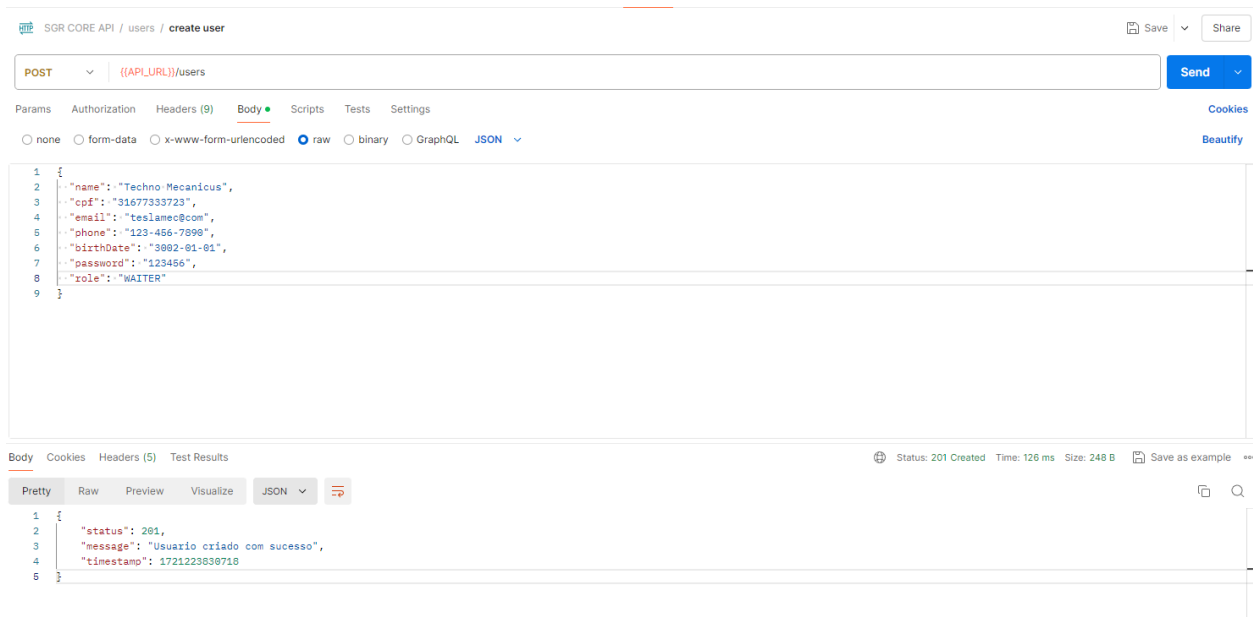 HTTP SGR CORE API / users / create user Save Share
POST {{API_URL}}/users Send
Params Authorization Headers (9) Body Scripts Tests Settings Cookies
none form-data x-www-form-urlencoded raw binary GraphQL JSON Beautify
1 {
2 "name": "Techno Mecanicus",
3 "cpf": "31677333723",
4 "email": "teslamec@com",
5 "phone": "123-456-7890",
6 "birthDate": "3002-01-01",
7 "password": "123456",
8 "role": "WAITER"
9 }
Body Cookies Headers (5) Test Results Status: 201 Created Time: 126 ms Size: 248 B Save as example
Pretty Raw Preview Visualize JSON
1 {
2 "status": 201,
3 "message": "Usuario criado com sucesso",
4 "timestamp": 1721223830718
5 }